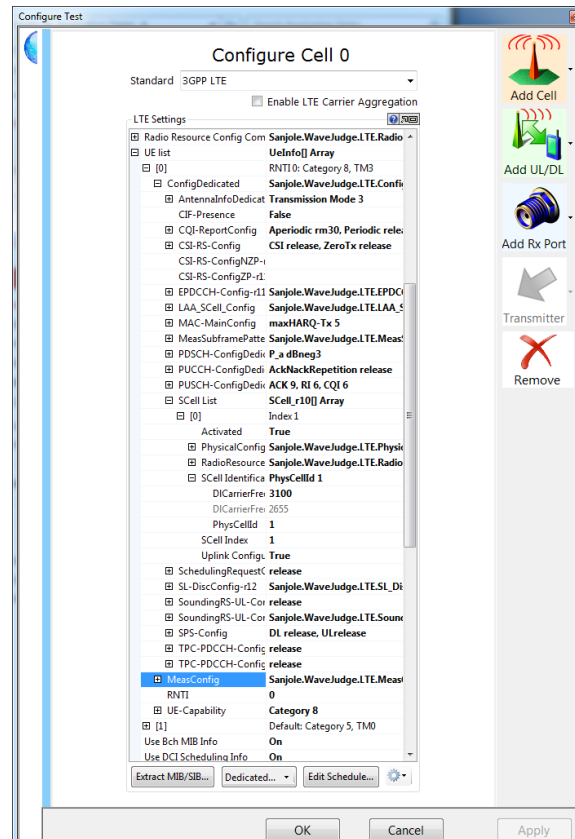 Configure Test
Configure Cell 0
Standard 3GPP LTE
Enable LTE Carrier Aggregation
LTE Settings
Radio Resource Config Com Sanjole.WaveJudge.LTE.Radio
UE list UeInfo[] Array
[0] RNTI 0: Category 8, TM3
ConfigDedicated Sanjole.WaveJudge.LTE.Config
AntennaInfoDedicat Transmission Mode 3
CIF-Presence False
CQI-ReportConfig Aperiodic rm30, Periodic relea
CSI-RS-Config CSI release, ZeroTx release
CSI-RS-ConfigNZP-r
CSI-RS-ConfigZP-r1
EPDCCH-Config-r11 Sanjole.WaveJudge.LTE.EPDC
LAA_SCell_Config Sanjole.WaveJudge.LTE.LAA_S
MAC-MainConfig maxHARQ-Tx 5
MeasSubframePatte Sanjole.WaveJudge.LTE.MeasS
PDSCH-ConfigDedic P_a dBneg3
PUCCH-ConfigDedi AckNackRepetition release
PUSCH-ConfigDedic ACK 9, RI 6, CQI 6
SCell List SCell_r10[] Array
[0] Index 1
Activated True
PhysicalConfig Sanjole.WaveJudge.LTE.Physic
RadioResource Sanjole.WaveJudge.LTE.Radio
SCell Identifica PhysCellId 1
DlCarrierFre 3100
DlCarrierFre 2655
PhysCellId 1
SCell Index 1
Uplink Configu True
SchedulingRequestC release
SL-DiscConfig-r12 Sanjole.WaveJudge.LTE.SL_Di
SoundingRS-UL-Cor release
SoundingRS-UL-Cor Sanjole.WaveJudge.LTE.Soun
SPS-Config DL release, ULrelease
TPC-PDCCH-Config release
TPC-PDCCH-Config release
MeasConfig Sanjole.WaveJudge.LTE.MeasC
RNTI 0
UE-Capability Category 8
[1] Default: Category 5, TM0
Use Bch MIB Info On
Use DCI Scheduling Info On
Extract MIB/SIB... Dedicated... Edit Schedule...
OK Cancel Apply
Add Cell
Add UL/DL
Add Rx Port
Transmitter
Remove